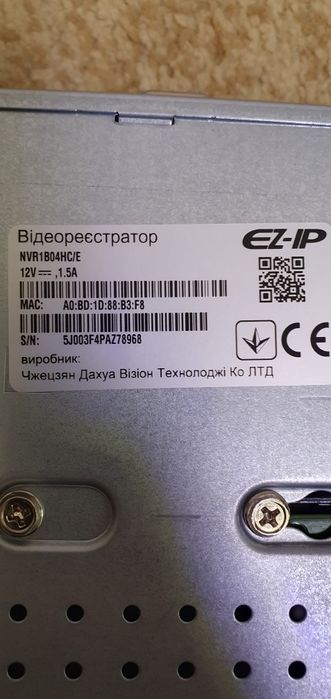 Відеореєстратор
EZ-IP
NVR1B04HC/E
12V⎓,1.5A
MAC: A0:BD:1D:88:B3:F8
S/N: 5J003F4PAZ78968
CE
виробник:
Чжецзян Дахуа Візіон Технолоджі Ко ЛТД